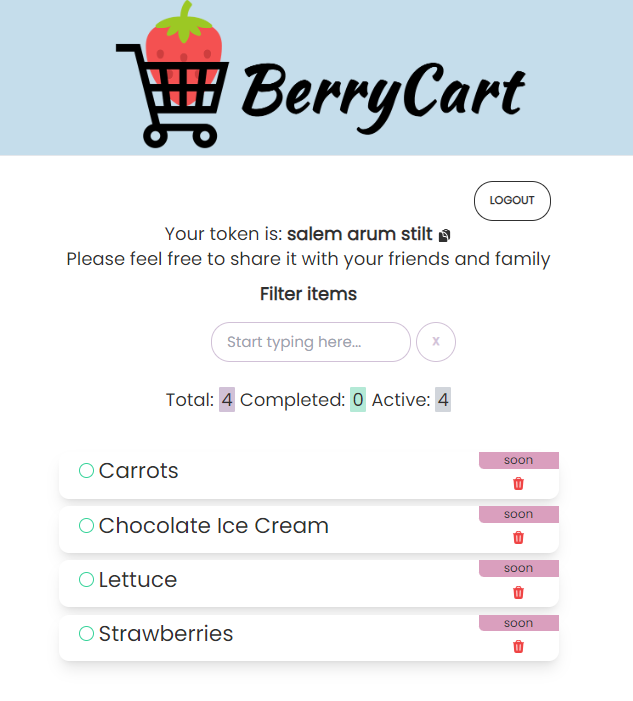 BerryCart
LOGOUT
Your token is: salem arum stilt
Please feel free to share it with your friends and family
Filter items
Start typing here...
X
Total: 4 Completed: 0 Active: 4
soon
Carrots
soon
Chocolate Ice Cream
soon
Lettuce
soon
Strawberries